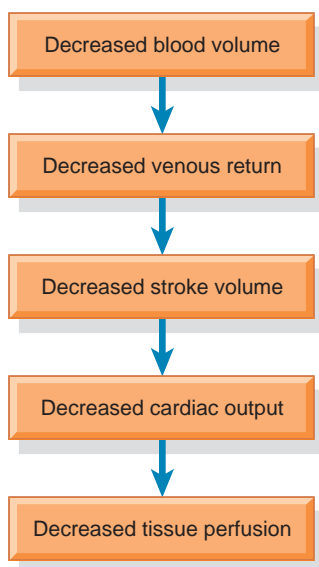 Decreased blood volume
Decreased venous return
Decreased stroke volume
Decreased cardiac output
Decreased tissue perfusion